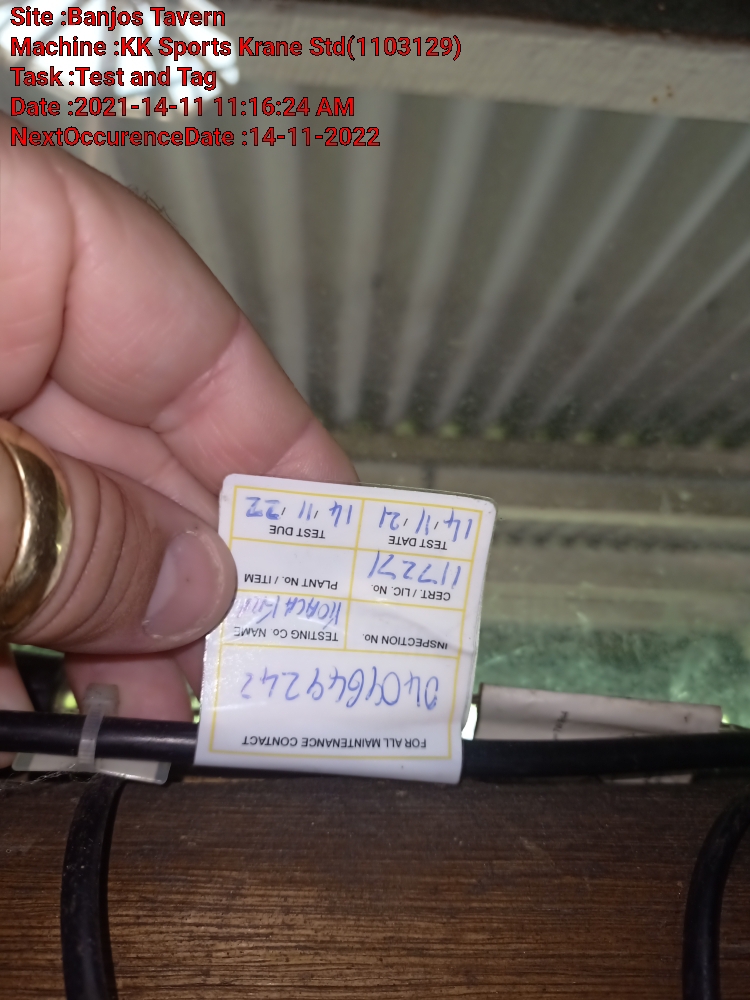 Site :Banjos Tavern
Machine :KK Sports Krane Std(1103129)
Task :Test and Tag
Date :2021-14-11 11:16:24 AM
NextOccurenceDate :14-11-2022
FOR ALL MAINTENANCE CONTACT
0409649242
INSPECTION No. TESTING Co NAME
CERT. / LIC. No. PLANT No. / ITEM
117271
TEST DATE TEST DUE
14/11/21 14/11/22